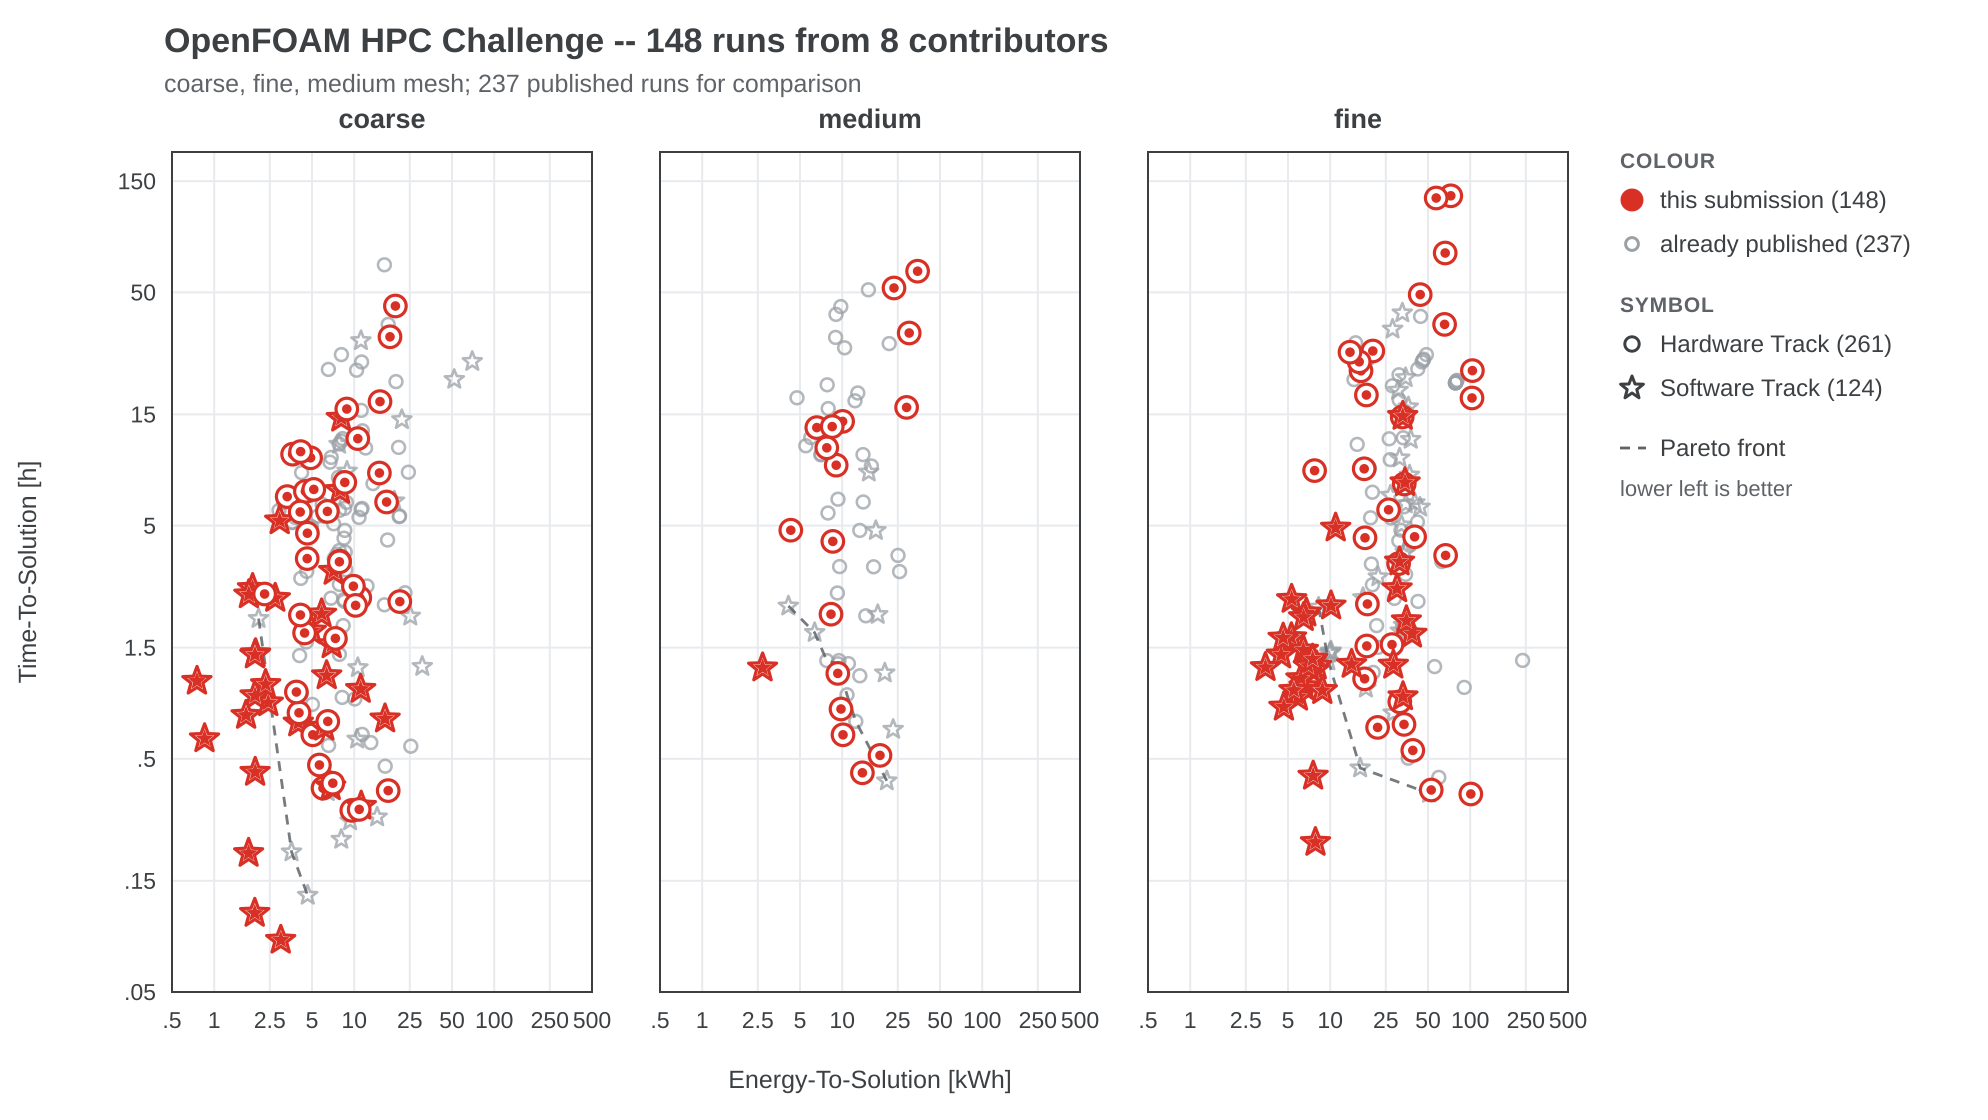 OpenFOAM HPC Challenge -- 148 runs from 8 contributors
coarse, fine, medium mesh; 237 published runs for comparison
coarse
medium
fine
Time-To-Solution [h]
150
50
15
5
1.5
.5
.15
.05
.5 1 2.5 5 10 25 50 100 250 500
.5 1 2.5 5 10 25 50 100 250 500
.5 1 2.5 5 10 25 50 100 250 500
Energy-To-Solution [kWh]
COLOUR
this submission (148)
already published (237)
SYMBOL
Hardware Track (261)
Software Track (124)
Pareto front
lower left is better